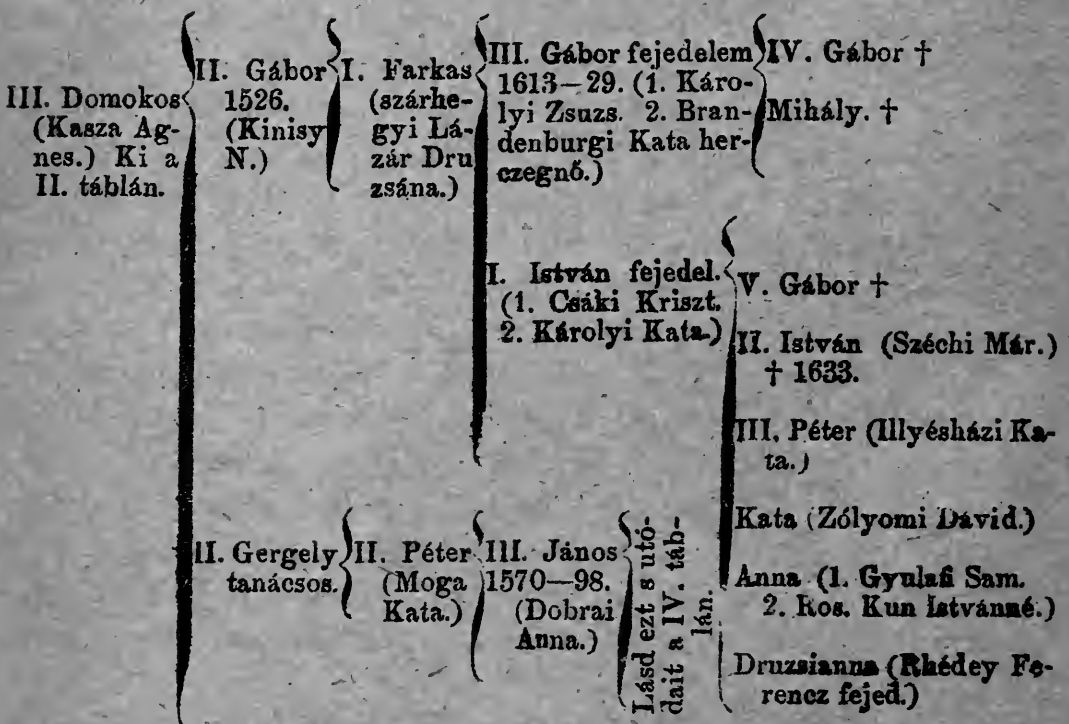 III. Domokos
(Kasza Ag-
nes.) Ki a
II. táblán.
II. Gábor
1526.
(Kinisy
N.)
I. Farkas
(szárhe-
gyi Lá-
zár Dru
zsána.)
III. Gábor fejedelem
1613–29. (1. Káro-
lyi Zsuzs. 2. Bran-
denburgi Kata her-
czegnő.)
IV. Gábor †
Mihály. †
I. István fejedel.
(1. Csáki Kriszt.
2. Károlyi Kata.)
V. Gábor †
II. István (Széchi Már.)
† 1633.
III. Péter (Illyésházi Ka-
ta.)
Kata (Zólyomi Dávid.)
Anna (1. Gyulafi Sam.
2. Ros. Kun Istvánné.)
Druzsianna (Rhédey Fe-
rencz fejed.)
II. Gergely
tanácsos.
II. Péter
(Moga
Kata.)
III. János
1570—98.
(Dobrai
Anna.)
Lásd ezt s utó-
dait a IV. táb-
lán.